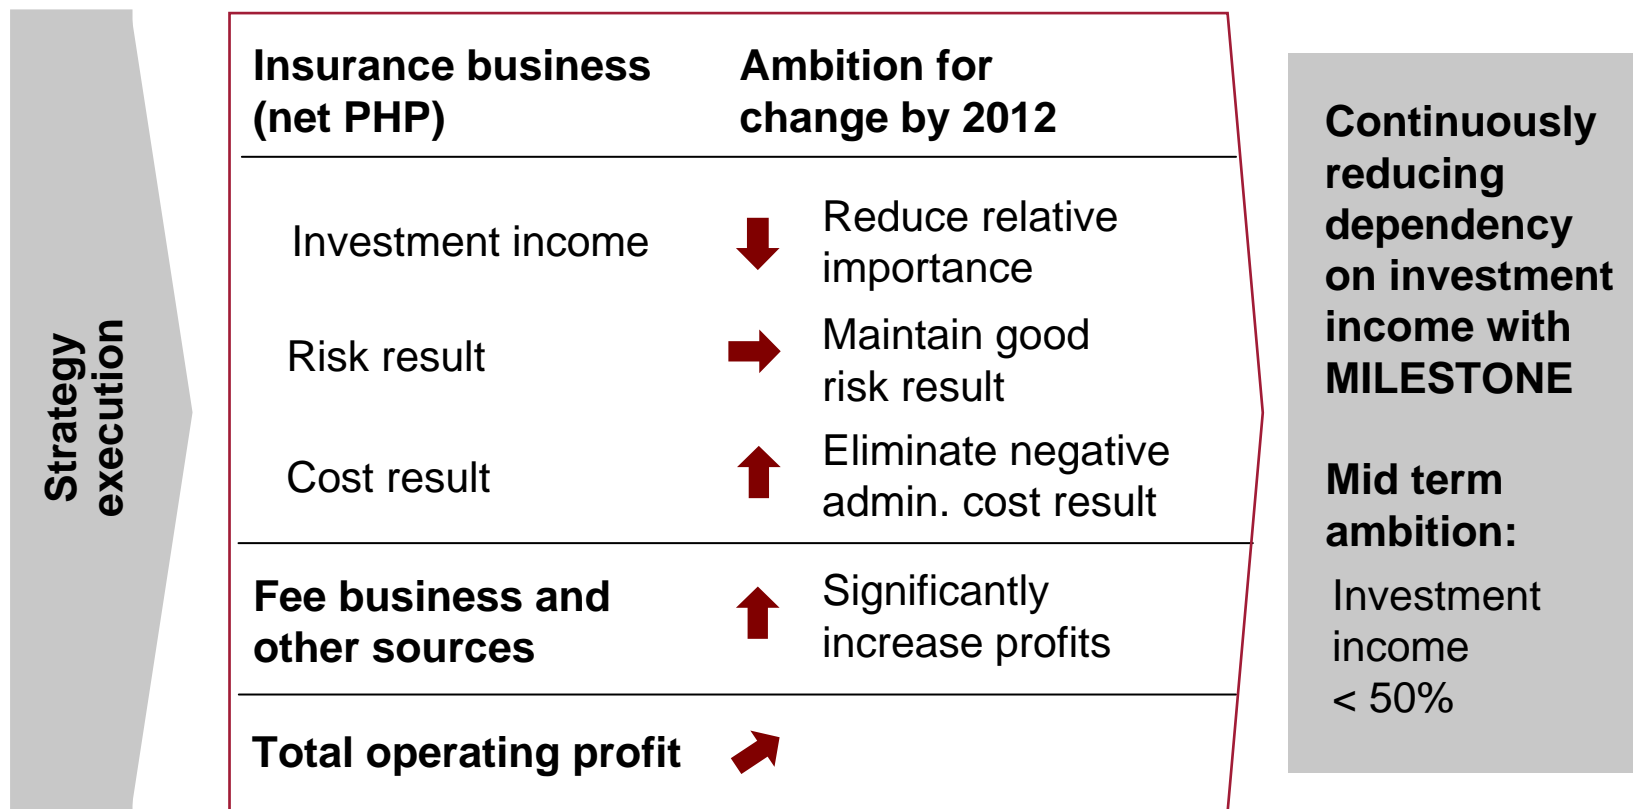 Strategy
execution
Insurance business
(net PHP)
Ambition for
change by 2012
Investment income
Reduce relative
importance
Risk result
Maintain good
risk result
Cost result
Eliminate negative
admin. cost result
Fee business and
other sources
Significantly
increase profits
Total operating profit
Continuously
reducing
dependency
on investment
income with
MILESTONE
Mid term
ambition:
Investment
income
< 50%